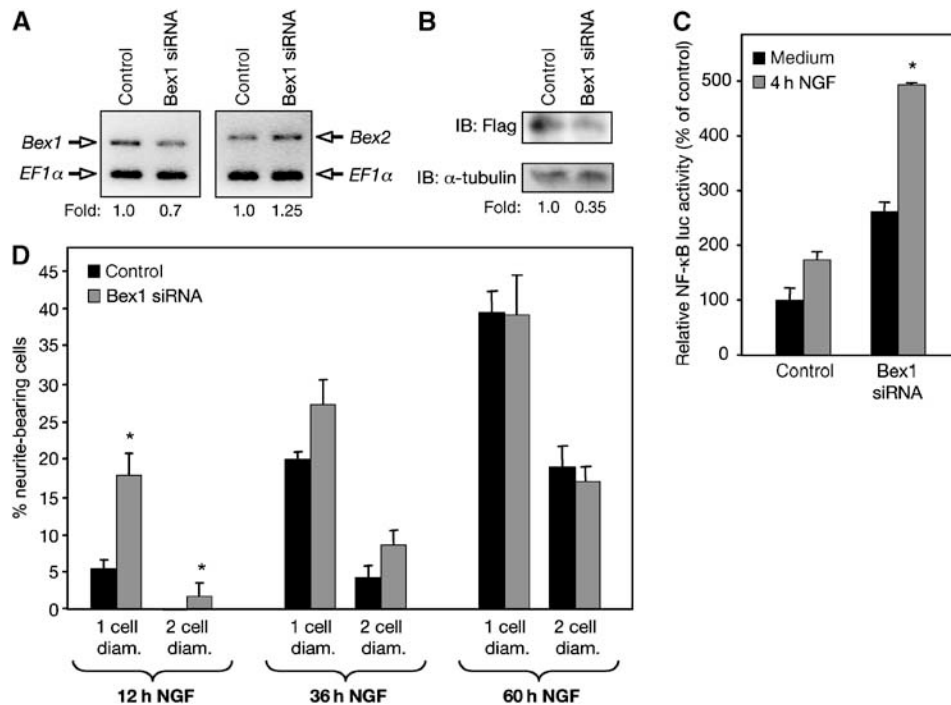 A
Control
Bex1 siRNA
Control
Bex1 siRNA
Bex1
EF1α
Bex2
EF1α
Fold: 1.0 0.7 1.0 1.25
B
Control
Bex1 siRNA
IB: Flag
IB: α-tubulin
Fold: 1.0 0.35
C
Relative NF-κB luc activity (% of control)
Medium
4 h NGF
*
500
400
300
263
200
100
0
Control
Bex1
siRNA
D
% neurite-bearing cells
Control
Bex1 siRNA
45
40
35
30
25
20
15
10
5
0
*
*
1 cell
diam.
2 cell
diam.
1 cell
diam.
2 cell
diam.
1 cell
diam.
2 cell
diam.
12 h NGF
36 h NGF
60 h NGF